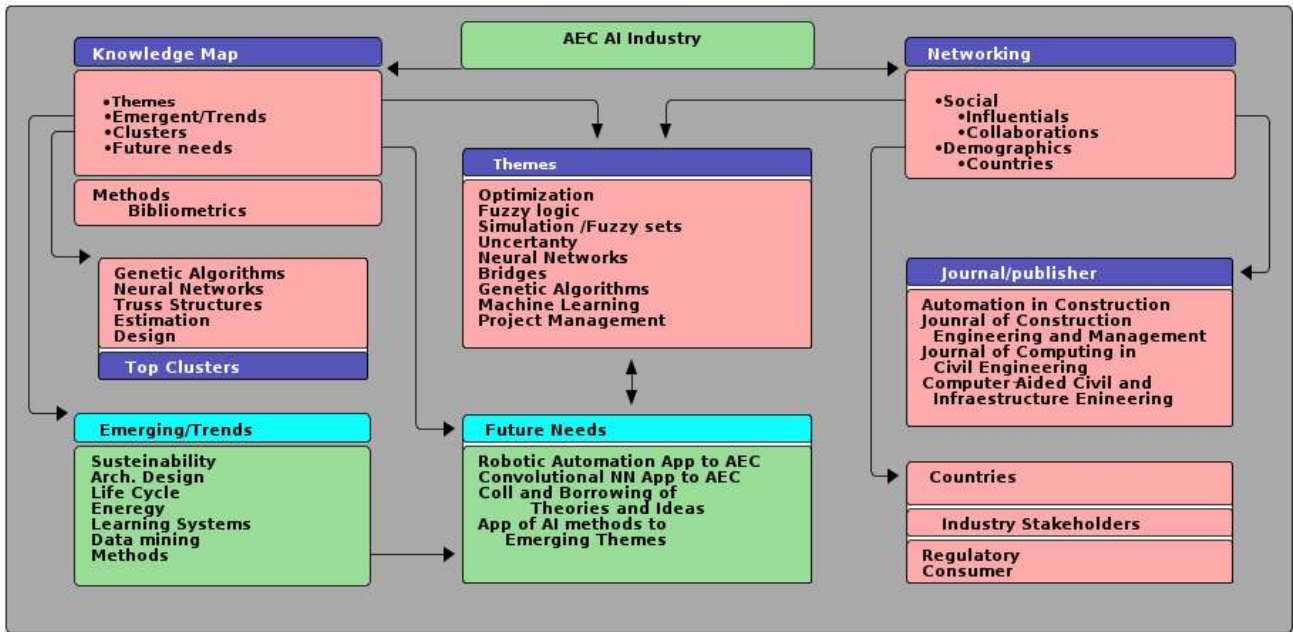 AEC AI Industry
Knowledge Map
•Themes
•Emergent/Trends
•Clusters
•Future needs
Methods
Bibliometrics
Genetic Algorithms
Neural Networks
Truss Structures
Estimation
Design
Top Clusters
Emerging/Trends
Susteinability
Arch. Design
Life Cycle
Eneregy
Learning Systems
Data mining
Methods
Themes
Optimization
Fuzzy logic
Simulation /Fuzzy sets
Uncertanty
Neural Networks
Bridges
Genetic Algorithms
Machine Learning
Project Management
Future Needs
Robotic Automation App to AEC
Convolutional NN App to AEC
Coll and Borrowing of
Theories and Ideas
App of AI methods to
Emerging Themes
Networking
•Social
•Influentials
•Collaborations
•Demographics
•Countries
Journal/publisher
Automation in Construction
Jounral of Construction
Engineering and Management
Journal of Computing in
Civil Engineering
Computer-Aided Civil and
Infraestructure Enineering
Countries
Industry Stakeholders
Regulatory
Consumer